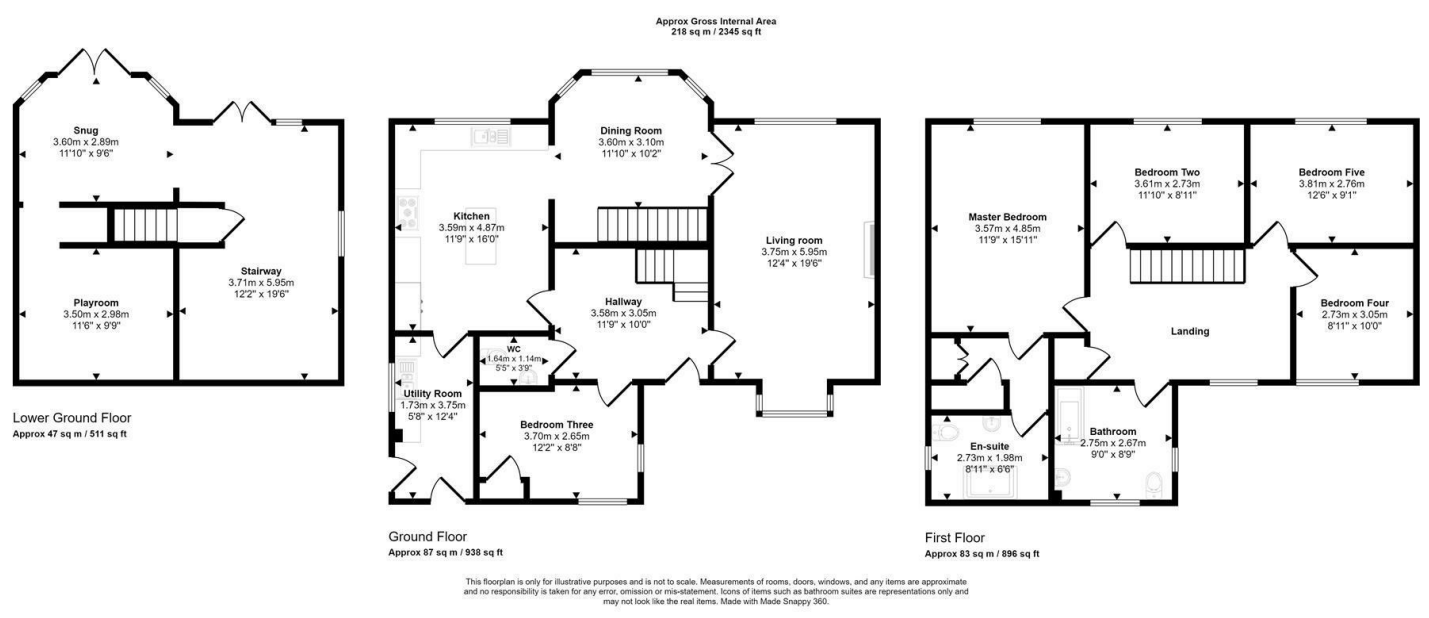 Approx Gross Internal Area
218 sq m / 2345 sq ft
Snug
3.60m x 2.89m
11'10" x 9'6"
Playroom
3.50m x 2.98m
11'6" x 9'9"
Stairway
3.71m x 5.95m
12'2" x 19'6"
Lower Ground Floor
Approx 47 sq m / 511 sq ft
Dining Room
3.60m x 3.10m
11'10" x 10'2"
Kitchen
3.59m x 4.87m
11'9" x 16'0"
Living room
3.75m x 5.95m
12'4" x 19'6"
Hallway
3.58m x 3.05m
11'9" x 10'0"
WC
1.64m x 1.14m
5'5" x 3'9"
Utility Room
1.73m x 3.75m
5'8" x 12'4"
Bedroom Three
3.70m x 2.65m
12'2" x 8'8"
Ground Floor
Approx 87 sq m / 938 sq ft
Master Bedroom
3.57m x 4.85m
11'9" x 15'11"
Bedroom Two
3.61m x 2.73m
11'10" x 8'11"
Bedroom Five
3.81m x 2.76m
12'6" x 9'1"
Bedroom Four
2.73m x 3.05m
8'11" x 10'0"
Landing
En-suite
2.73m x 1.98m
8'11" x 6'6"
Bathroom
2.75m x 2.67m
9'0" x 8'9"
First Floor
Approx 83 sq m / 896 sq ft
This floorplan is only for illustrative purposes and is not to scale. Measurements of rooms, doors, windows, and any items are approximate
and no responsibility is taken for any error, omission or mis-statement. Icons of items such as bathroom suites are representations only and
may not look like the real items. Made with Made Snappy 360.